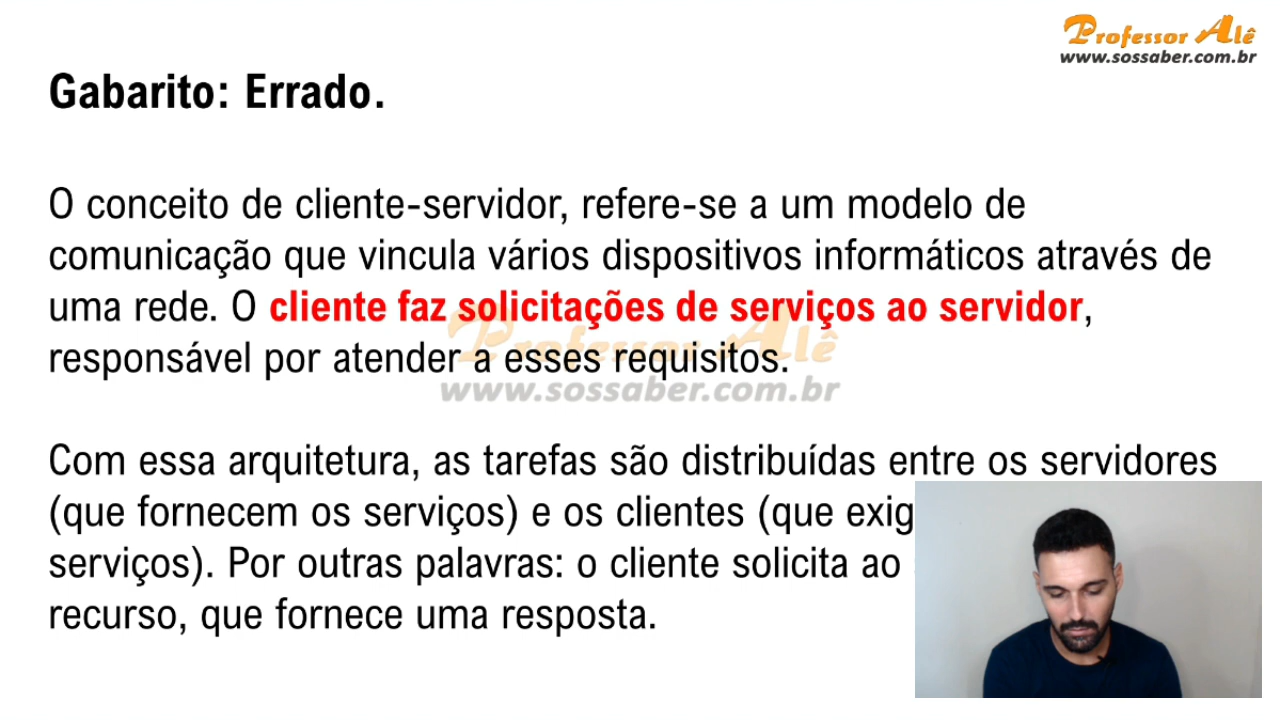 Professor Alê
www.sossaber.com.br
Gabarito: Errado.
O conceito de cliente-servidor, refere-se a um modelo de
comunicação que vincula vários dispositivos informáticos através de
uma rede. O cliente faz solicitações de serviços ao servidor,
responsável por atender a esses requisitos.
Professor Alê
www.sossaber.com.br
Com essa arquitetura, as tarefas são distribuídas entre os servidores
(que fornecem os serviços) e os clientes (que exig
serviços). Por outras palavras: o cliente solicita ao
recurso, que fornece uma resposta.